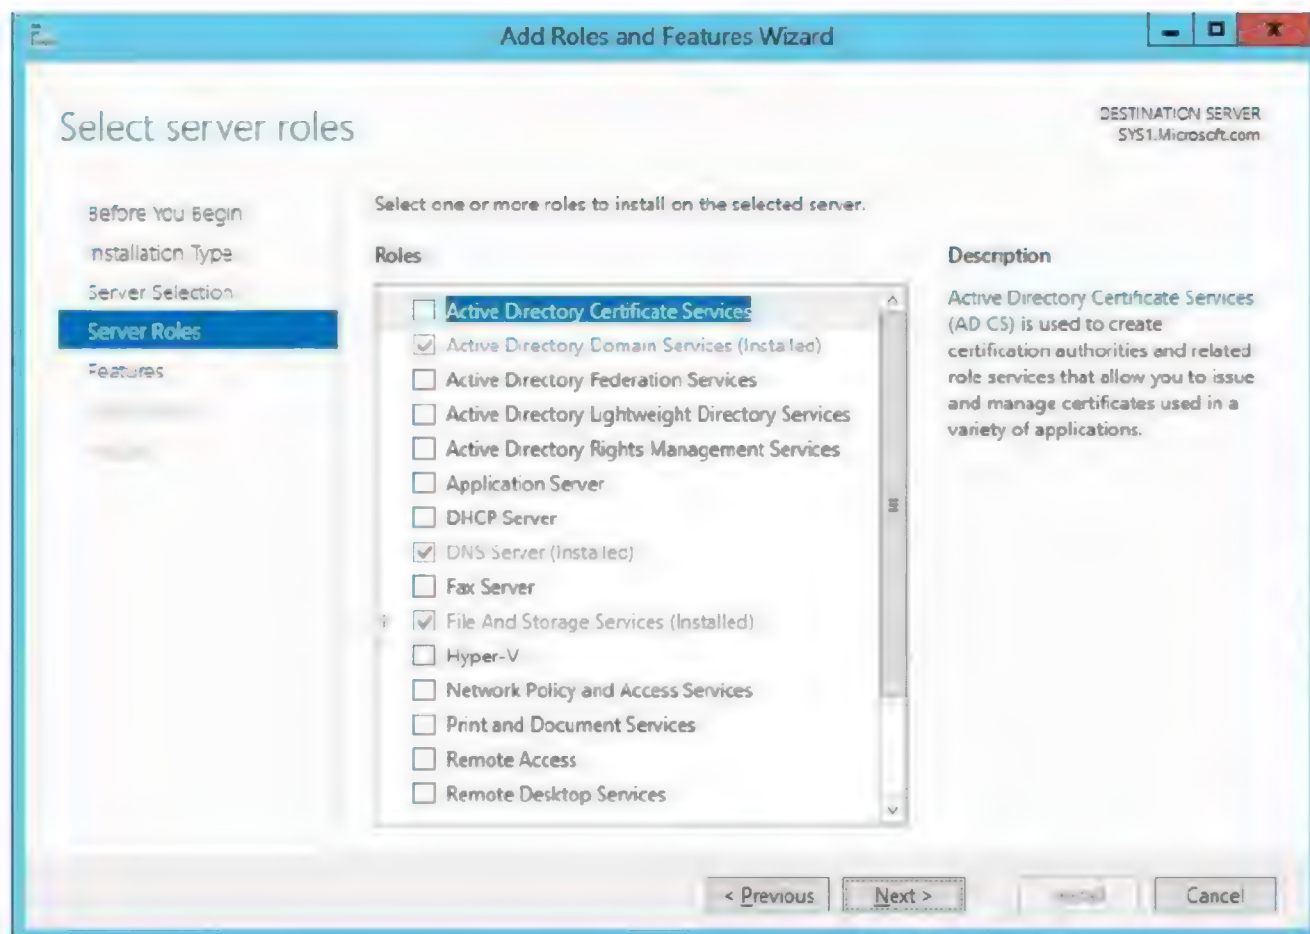 Add Roles and Features Wizard
Select server roles
DESTINATION SERVER
SYS1.Microsoft.com
Before You Begin
Installation Type
Server Selection
Server Roles
Features
Select one or more roles to install on the selected server.
Roles
Active Directory Certificate Services
Active Directory Domain Services (Installed)
Active Directory Federation Services
Active Directory Lightweight Directory Services
Active Directory Rights Management Services
Application Server
DHCP Server
DNS Server (Installed)
Fax Server
File And Storage Services (Installed)
Hyper-V
Network Policy and Access Services
Print and Document Services
Remote Access
Remote Desktop Services
Description
Active Directory Certificate Services
(AD CS) is used to create
certification authorities and related
role services that allow you to issue
and manage certificates used in a
variety of applications.
< Previous
Next >
Cancel